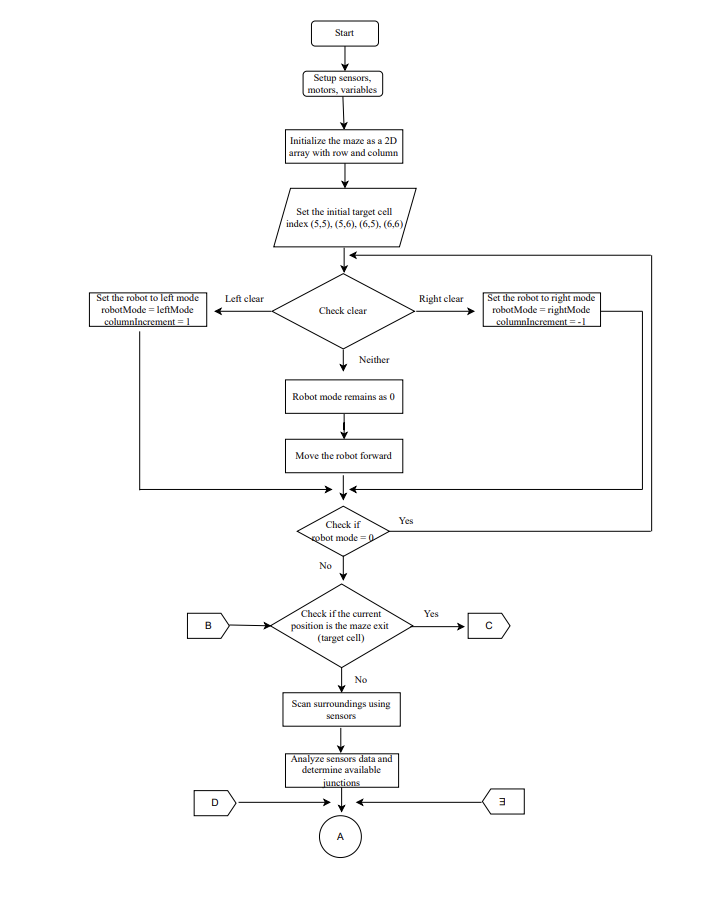 Start
Setup sensors,
motors, variables
Initialize the maze as a 2D
array with row and column
Set the initial target cell
index (5,5), (5,6), (6,5), (6,6)
Set the robot to left mode
robotMode = leftMode
columnIncrement = 1
Left clear
Check clear
Right clear
Set the robot to right mode
robotMode = rightMode
columnIncrement = -1
Neither
Robot mode remains as 0
Move the robot forward
Check if
robot mode = 0
Yes
No
B
Check if the current
position is the maze exit
(target cell)
Yes
C
No
Scan surroundings using
sensors
Analyze sensors data and
determine available
junctions
D
E
A